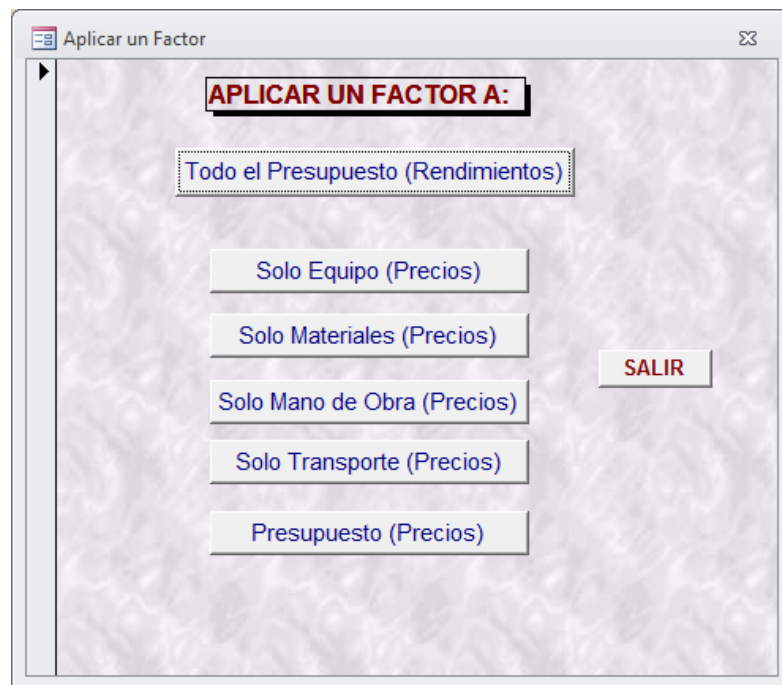 Aplicar un Factor
APLICAR UN FACTOR A:
Todo el Presupuesto (Rendimientos)
Solo Equipo (Precios)
Solo Materiales (Precios)
SALIR
Solo Mano de Obra (Precios)
Solo Transporte (Precios)
Presupuesto (Precios)